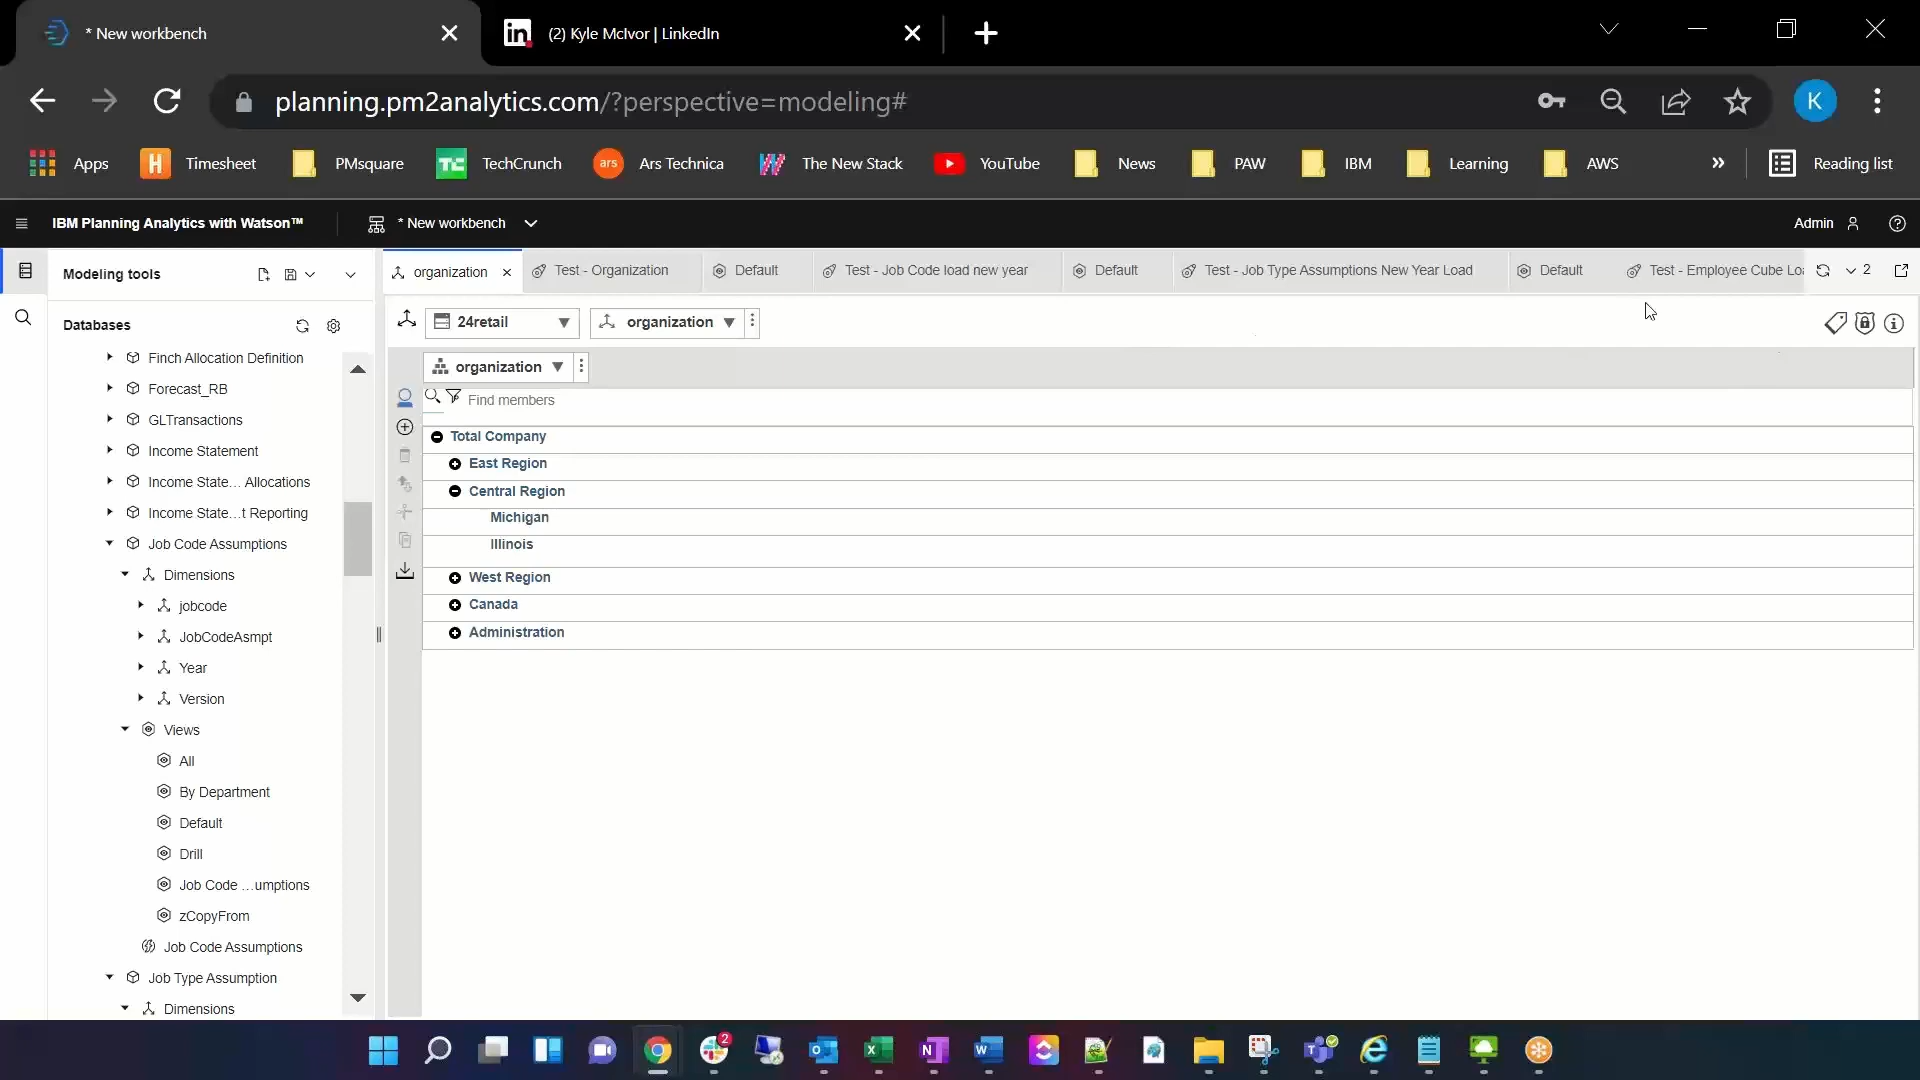 * New workbench
in
(2) Kyle McIvor | LinkedIn
planning.pm2analytics.com/?perspective=modeling#
K
Apps
H
Timesheet
PMsquare
TC
TechCrunch
ars
Ars Technica
The New Stack
YouTube
News
PAW
IBM
Learning
AWS
»
Reading list
IBM Planning Analytics with Watson™
* New workbench
Admin
Modeling tools
organization
Test - Organization
Default
Test - Job Code load new year
Default
Test - Job Type Assumptions New Year Load
Default
Test - Employee Cube Loa
2
Databases
24retail
organization
Finch Allocation Definition
Forecast_RB
GLTransactions
Income Statement
Income State... Allocations
Income State...t Reporting
Job Code Assumptions
Dimensions
jobcode
JobCodeAsmpt
Year
Version
Views
All
By Department
Default
Drill
Job Code ...umptions
zCopyFrom
Job Code Assumptions
Job Type Assumption
Dimensions
organization
Find members
Total Company
East Region
Central Region
Michigan
Illinois
West Region
Canada
Administration
2